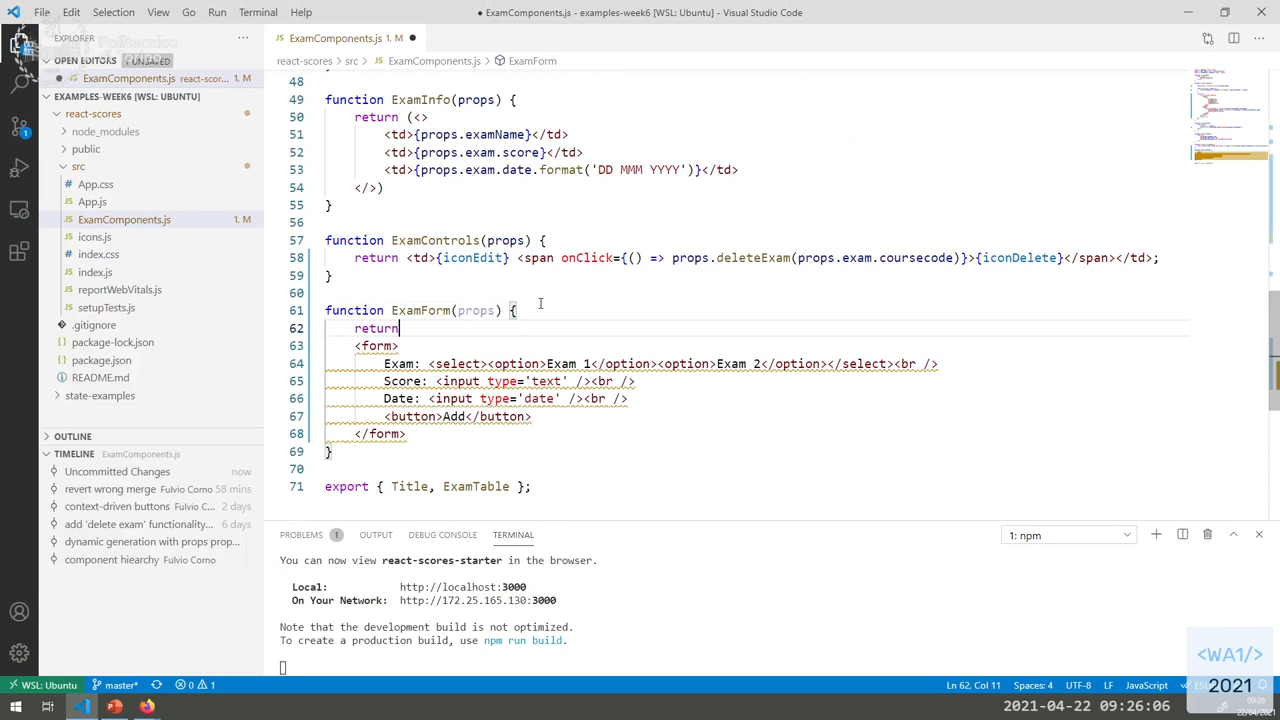 File Edit Selection View Go Run Terminal Help
● ExamComponents.js - examples-week6 [WSL: Ubuntu] - Visual Studio Code
EXPLORER
Politecnico
OPEN EDITORS 1 UNSAVED
ExamComponents.js react-scor... 1, M
EXAMPLES-WEEK6 [WSL: UBUNTU]
react-scores
node_modules
public
src
App.css
App.js
ExamComponents.js 1, M
icons.js
index.css
index.js
reportWebVitals.js
setupTests.js
.gitignore
package-lock.json
package.json
README.md
state-examples
OUTLINE
TIMELINE ExamComponents.js
Uncommitted Changes now
revert wrong merge Fulvio Corno 58 mins
context-driven buttons Fulvio C... 2 days
add 'delete exam' functionality... 6 days
dynamic generation with props prop...
component hiearchy Fulvio Corno
ExamComponents.js 1, M
react-scores > src > JS ExamComponents.js > ExamForm
48
49 function ExamInfo(props) {
50 return (<>
51 <td>{props.examName}</td>
52 <td>{props.exam.score}</td>
53 <td>{props.exam.date.format('DD MMM YYYY')}</td>
54 </>)
55 }
56
57 function ExamControls(props) {
58 return <td>{iconEdit} <span onClick={() => props.deleteExam(props.exam.coursecode)}>{iconDelete}</span></td>;
59 }
60
61 function ExamForm(props) {
62 return
63 <form>
64 Exam: <select><option>Exam 1</option><option>Exam 2</option></select><br />
65 Score: <input type='text' /><br />
66 Date: <input type='date' /><br />
67 <button>Add</button>
68 </form>
69 }
70
71 export { Title, ExamTable };
PROBLEMS 1 OUTPUT DEBUG CONSOLE TERMINAL 1: npm
You can now view react-scores-starter in the browser.
Local: http://localhost:3000
On Your Network: http://172.25.165.130:3000
Note that the development build is not optimized.
To create a production build, use npm run build.
<WA1/>
2021
WSL: Ubuntu master* 0 1 Ln 62, Col 11 Spaces: 4 UTF-8 LF JavaScript
2021-04-22 09:26:06
09:26
22/04/2021